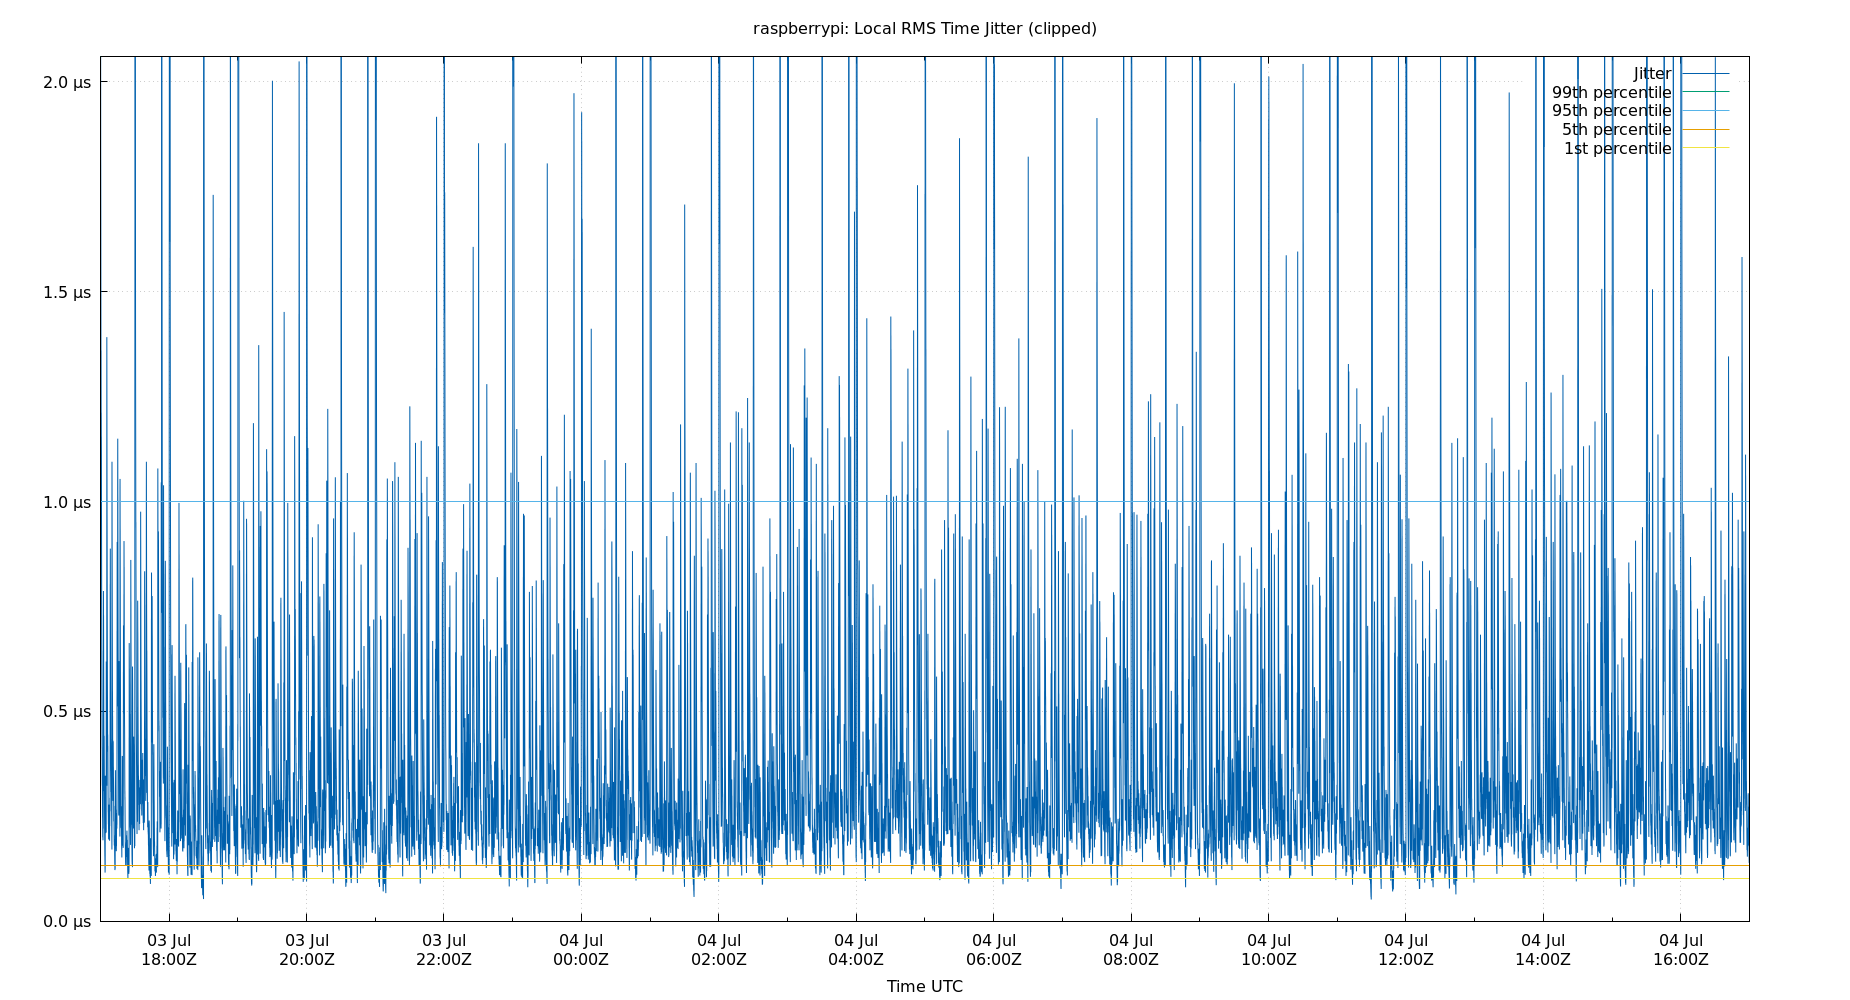 raspberrypi: Local RMS Time Jitter (clipped)
2.0 µs
1.5 µs
1.0 µs
0.5 µs
0.0 µs
Jitter
99th percentile
95th percentile
5th percentile
1st percentile
03 Jul
18:00Z
03 Jul
20:00Z
03 Jul
22:00Z
04 Jul
00:00Z
04 Jul
02:00Z
04 Jul
04:00Z
04 Jul
06:00Z
04 Jul
08:00Z
04 Jul
10:00Z
04 Jul
12:00Z
04 Jul
14:00Z
04 Jul
16:00Z
Time UTC